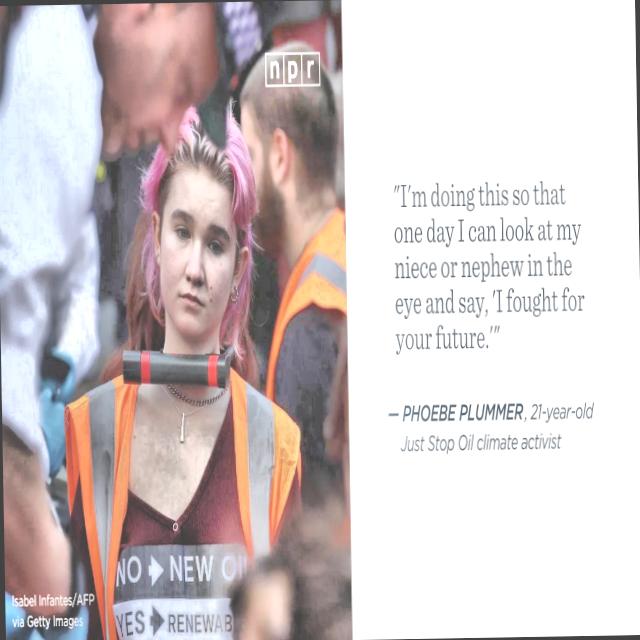 npr
"I'm doing this so that
one day I can look at my
niece or nephew in the
eye and say, 'I fought for
your future.'"
— PHOEBE PLUMMER, 21-year-old
Just Stop Oil climate activist
NO → NEW
YES →
Isabel Infantes/AFP
via Getty Images